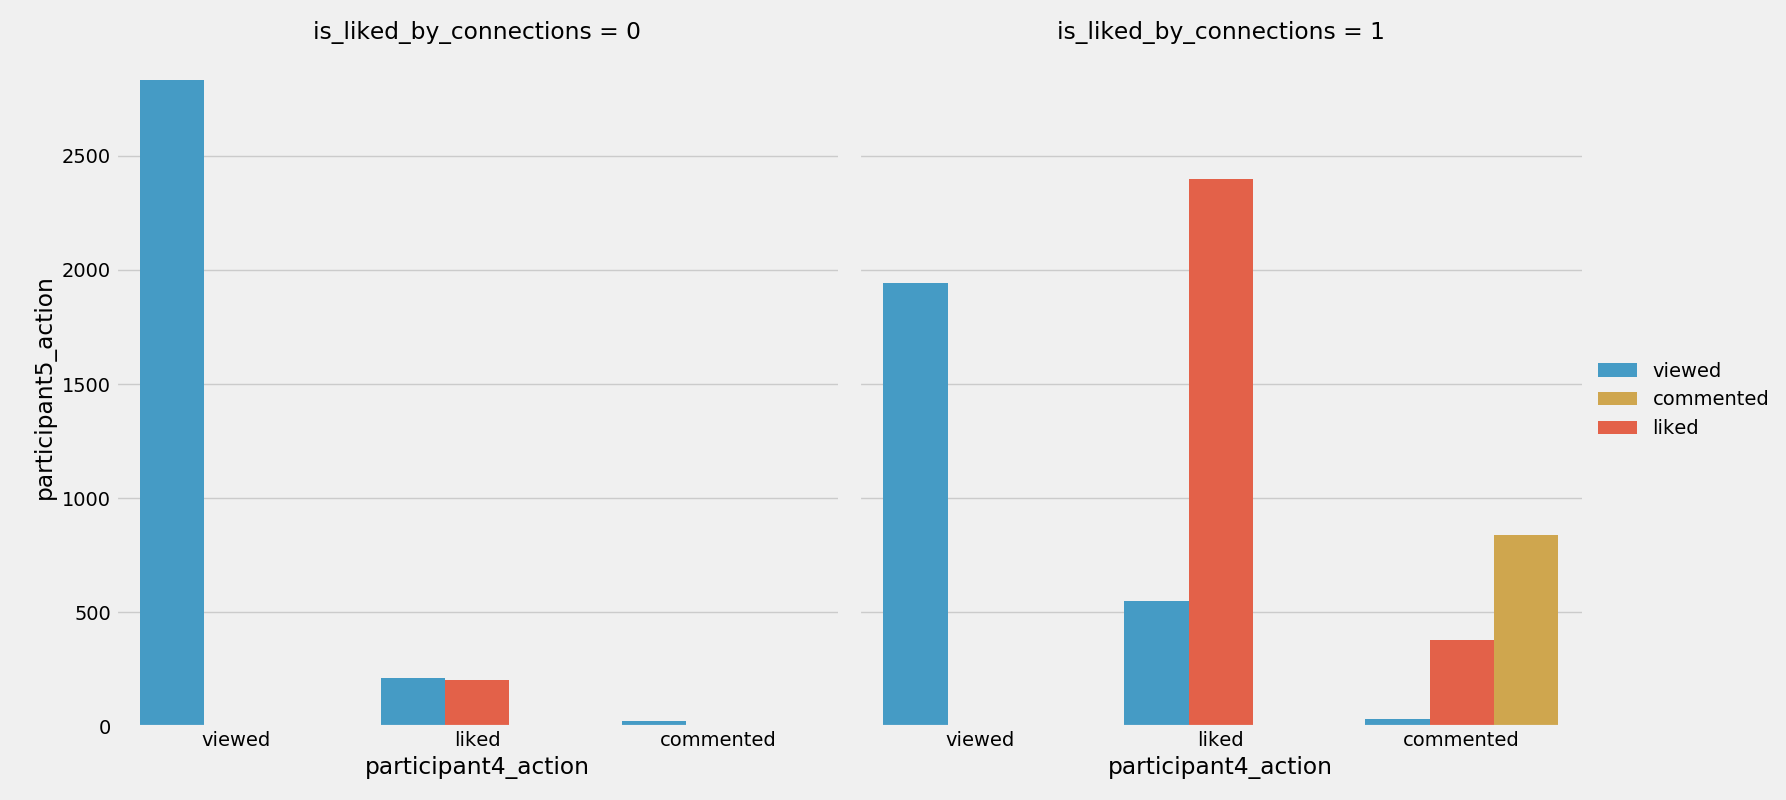 is_liked_by_connections = 0
is_liked_by_connections = 1
participant5_action
2500
2000
1500
1000
500
0
viewed
liked
commented
participant4_action
viewed
liked
commented
participant4_action
viewed
commented
liked